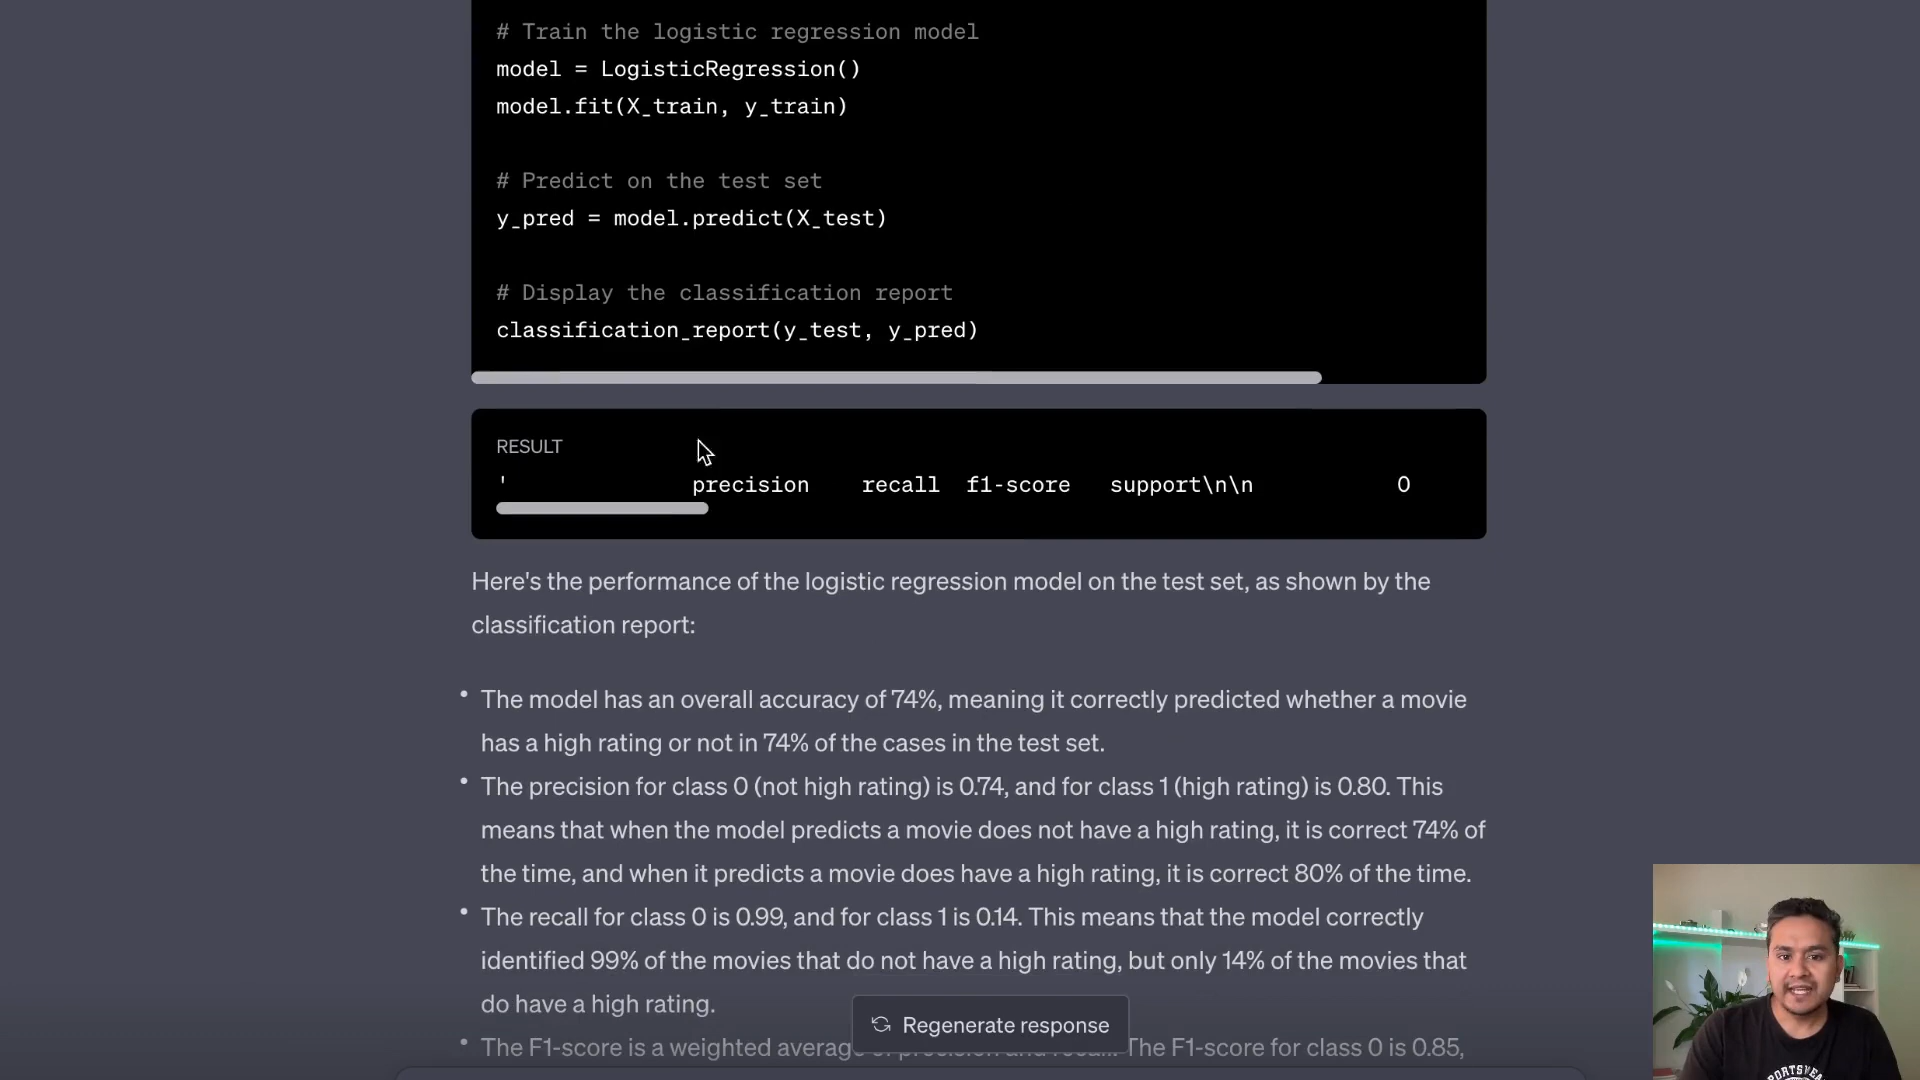 # Train the logistic regression model
model = LogisticRegression()
model.fit(X_train, y_train)
# Predict on the test set
y_pred = model.predict(X_test)
# Display the classification report
classification_report(y_test, y_pred)
RESULT
' precision recall f1-score support\n\n 0
Here's the performance of the logistic regression model on the test set, as shown by the
classification report:
• The model has an overall accuracy of 74%, meaning it correctly predicted whether a movie
has a high rating or not in 74% of the cases in the test set.
• The precision for class 0 (not high rating) is 0.74, and for class 1 (high rating) is 0.80. This
means that when the model predicts a movie does not have a high rating, it is correct 74% of
the time, and when it predicts a movie does have a high rating, it is correct 80% of the time.
• The recall for class 0 is 0.99, and for class 1 is 0.14. This means that the model correctly
identified 99% of the movies that do not have a high rating, but only 14% of the movies that
do have a high rating.
Regenerate response
• The F1-score is a weighted average of precision and recall. The F1-score for class 0 is 0.85,